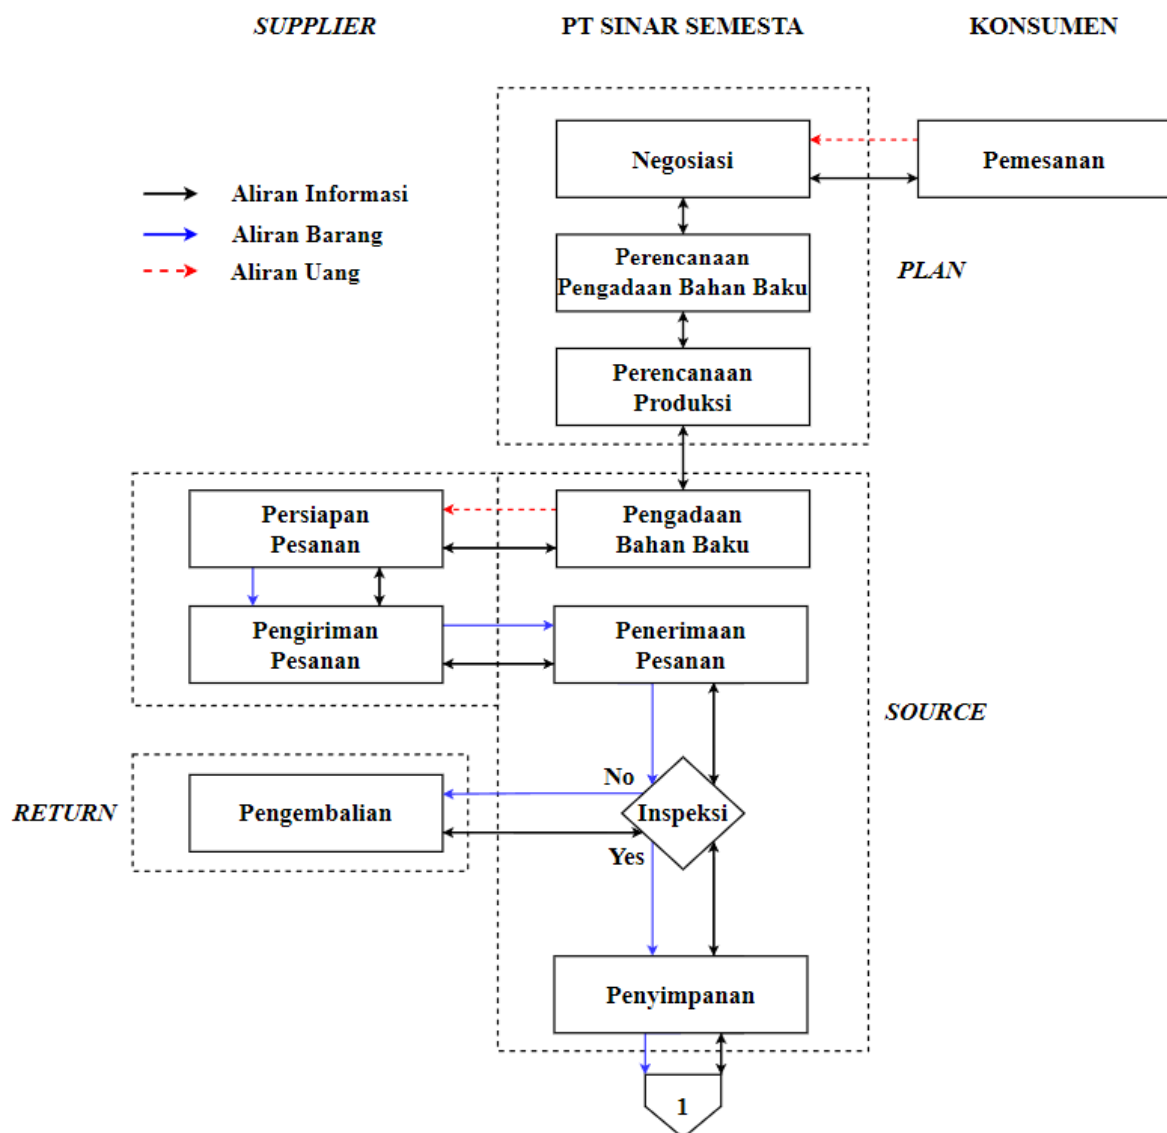 SUPPLIER
PT SINAR SEMESTA
KONSUMEN
Negosiasi
Pemesanan
Aliran Informasi
Aliran Barang
Aliran Uang
Perencanaan
Pengadaan Bahan Baku
PLAN
Perencanaan
Produksi
Persiapan
Pesanan
Pengadaan
Bahan Baku
Pengiriman
Pesanan
Penerimaan
Pesanan
SOURCE
No
RETURN
Pengembalian
Inspeksi
Yes
Penyimpanan
1